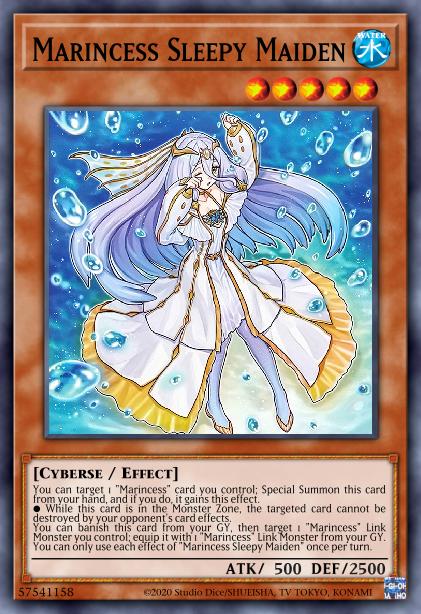 MARINCESS SLEEPY MAIDEN
WATER
水
[CYBERSE / EFFECT]
You can target 1 "Marincess" card you control; Special Summon this card
from your hand, and if you do, it gains this effect.
● While this card is in the Monster Zone, the targeted card cannot be
destroyed by your opponent's card effects.
You can banish this card from your GY, then target 1 "Marincess" Link
Monster you control; equip it with 1 "Marincess" Link Monster from your GY.
You can only use each effect of "Marincess Sleepy Maiden" once per turn.
ATK/ 500 DEF/2500
57541158
©2020 Studio Dice/SHUEISHA, TV TOKYO, KONAMI